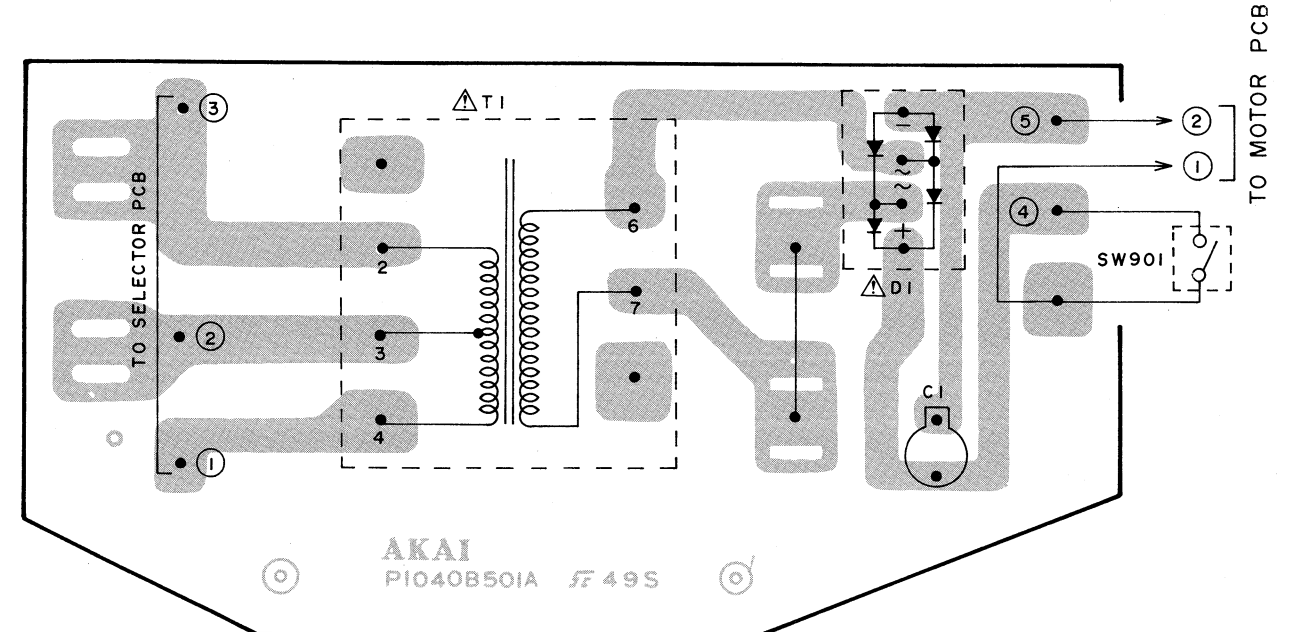 TO MOTOR PCB
T1
③
⑤
②
①
TO SELECTOR PCB
−
~
~
+
6
④
2
SW901
D1
7
②
3
C1
4
①
AKAI
P1040B501A
49S